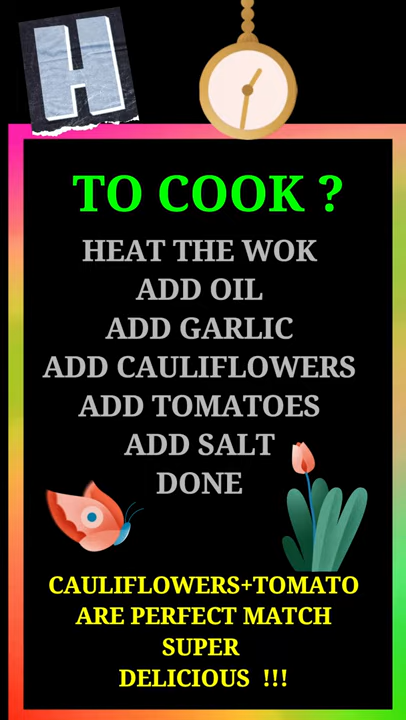 H
TO COOK ?
HEAT THE WOK
ADD OIL
ADD GARLIC
ADD CAULIFLOWERS
ADD TOMATOES
ADD SALT
DONE
CAULIFLOWERS+TOMATO
ARE PERFECT MATCH
SUPER
DELICIOUS !!!